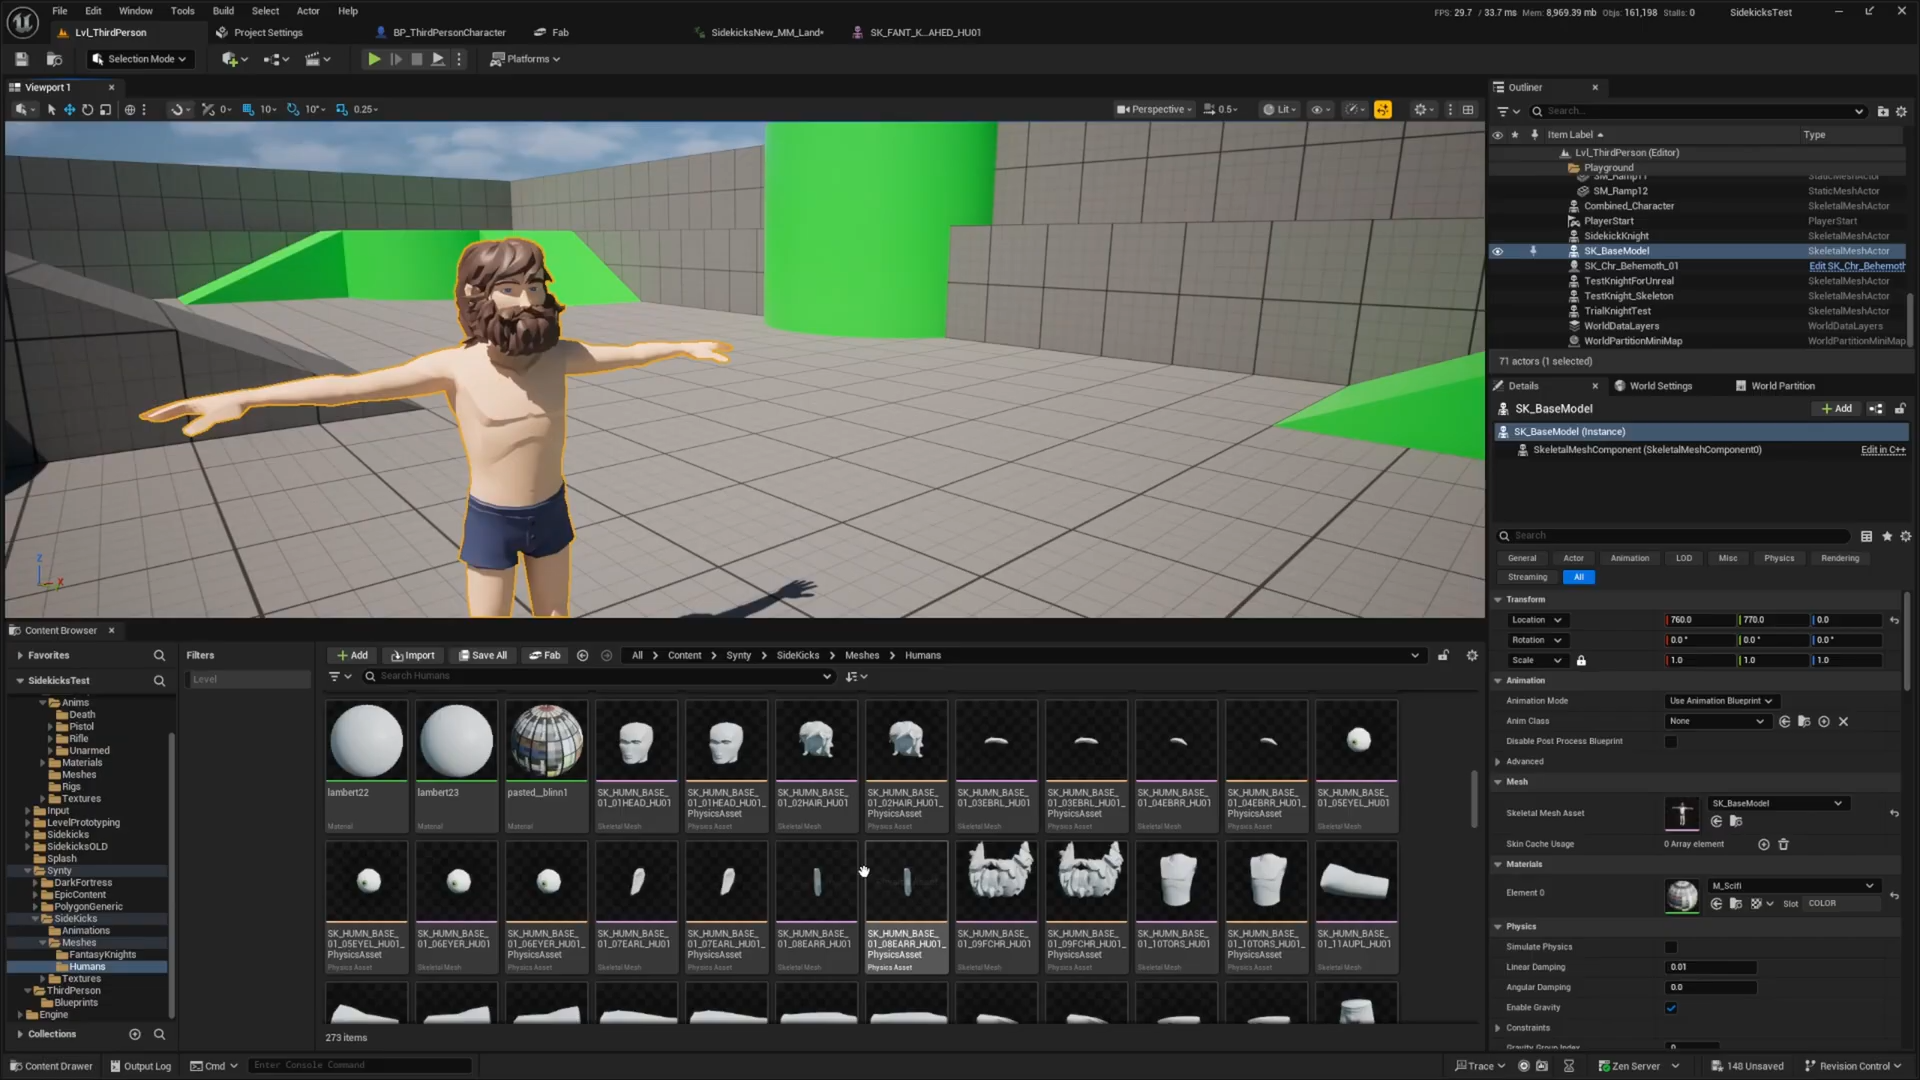 File Edit Window Tools Build Select Actor Help
FPS: 29.7 / 33.7 ms Mem: 8,969.39 mb Objs: 161,198 Stalls: 0 SidekicksTest
Lvl_ThirdPerson Project Settings BP_ThirdPersonCharacter Fab SidekicksNew_MM_Land* SK_FANT_K...AHED_HU01
Selection Mode Platforms
Viewport 1
0 10 10° 0.25 Perspective 0.5 Lit
Z
X
Outliner
Search...
Item Label Type
Lvl_ThirdPerson (Editor)
Playground
SM_Ramp11 StaticMeshActor
SM_Ramp12 StaticMeshActor
Combined_Character SkeletalMeshActor
PlayerStart PlayerStart
SidekickKnight SkeletalMeshActor
SK_BaseModel SkeletalMeshActor
SK_Chr_Behemoth_01 Edit SK_Chr_Behemoth
TestKnightForUnreal SkeletalMeshActor
TestKnight_Skeleton SkeletalMeshActor
TrialKnightTest SkeletalMeshActor
WorldDataLayers WorldDataLayers
WorldPartitionMiniMap WorldPartitionMiniMap
71 actors (1 selected)
Details World Settings World Partition
SK_BaseModel Add
SK_BaseModel (Instance)
SkeletalMeshComponent (SkeletalMeshComponent0) Edit in C++
Search
General Actor Animation LOD Misc Physics Rendering
Streaming All
Transform
Location 760.0 770.0 0.0
Rotation 0.0° 0.0° 0.0°
Scale 1.0 1.0 1.0
Animation
Animation Mode Use Animation Blueprint
Anim Class None
Disable Post Process Blueprint
Advanced
Mesh
Skeletal Mesh Asset SK_BaseModel
Skin Cache Usage 0 Array element
Materials
Element 0 M_Scifi
Slot COLOR
Physics
Simulate Physics
Linear Damping 0.01
Angular Damping 0.0
Enable Gravity
Constraints
Gravity Group Index 0
Content Browser
Favorites
SidekicksTest
Anims
Death
Pistol
Rifle
Unarmed
Materials
Meshes
Rigs
Textures
Input
LevelPrototyping
Sidekicks
SidekicksOLD
Splash
Synty
DarkFortress
EpicContent
PolygonGeneric
SideKicks
Animations
Meshes
FantasyKnights
Humans
Textures
ThirdPerson
Blueprints
Engine
Collections
Filters
Level
Add Import Save All Fab All Content Synty SideKicks Meshes Humans
Search Humans
lambert22
Material
lambert23
Material
pasted__blinn1
Material
SK_HUMN_BASE_
01_01HEAD_HU01
Skeletal Mesh
SK_HUMN_BASE_
01_01HEAD_HU01_
PhysicsAsset
Physics Asset
SK_HUMN_BASE_
01_02HAIR_HU01
Skeletal Mesh
SK_HUMN_BASE_
01_02HAIR_HU01_
PhysicsAsset
Physics Asset
SK_HUMN_BASE_
01_03EBRL_HU01
Skeletal Mesh
SK_HUMN_BASE_
01_03EBRL_HU01_
PhysicsAsset
Physics Asset
SK_HUMN_BASE_
01_04EBRR_HU01
Skeletal Mesh
SK_HUMN_BASE_
01_04EBRR_HU01_
PhysicsAsset
Physics Asset
SK_HUMN_BASE_
01_05EYEL_HU01
Skeletal Mesh
SK_HUMN_BASE_
01_05EYEL_HU01_
PhysicsAsset
Physics Asset
SK_HUMN_BASE_
01_06EYER_HU01
Skeletal Mesh
SK_HUMN_BASE_
01_06EYER_HU01_
PhysicsAsset
Physics Asset
SK_HUMN_BASE_
01_07EARL_HU01
Skeletal Mesh
SK_HUMN_BASE_
01_07EARL_HU01_
PhysicsAsset
Physics Asset
SK_HUMN_BASE_
01_08EARR_HU01
Skeletal Mesh
SK_HUMN_BASE_
01_08EARR_HU01_
PhysicsAsset
Physics Asset
SK_HUMN_BASE_
01_09FCHR_HU01
Skeletal Mesh
SK_HUMN_BASE_
01_09FCHR_HU01_
PhysicsAsset
Physics Asset
SK_HUMN_BASE_
01_10TORS_HU01
Skeletal Mesh
SK_HUMN_BASE_
01_10TORS_HU01_
PhysicsAsset
Physics Asset
SK_HUMN_BASE_
01_11AUPL_HU01
Skeletal Mesh
273 items
Content Drawer Output Log Cmd Enter Console Command Trace Zen Server 148 Unsaved Revision Control